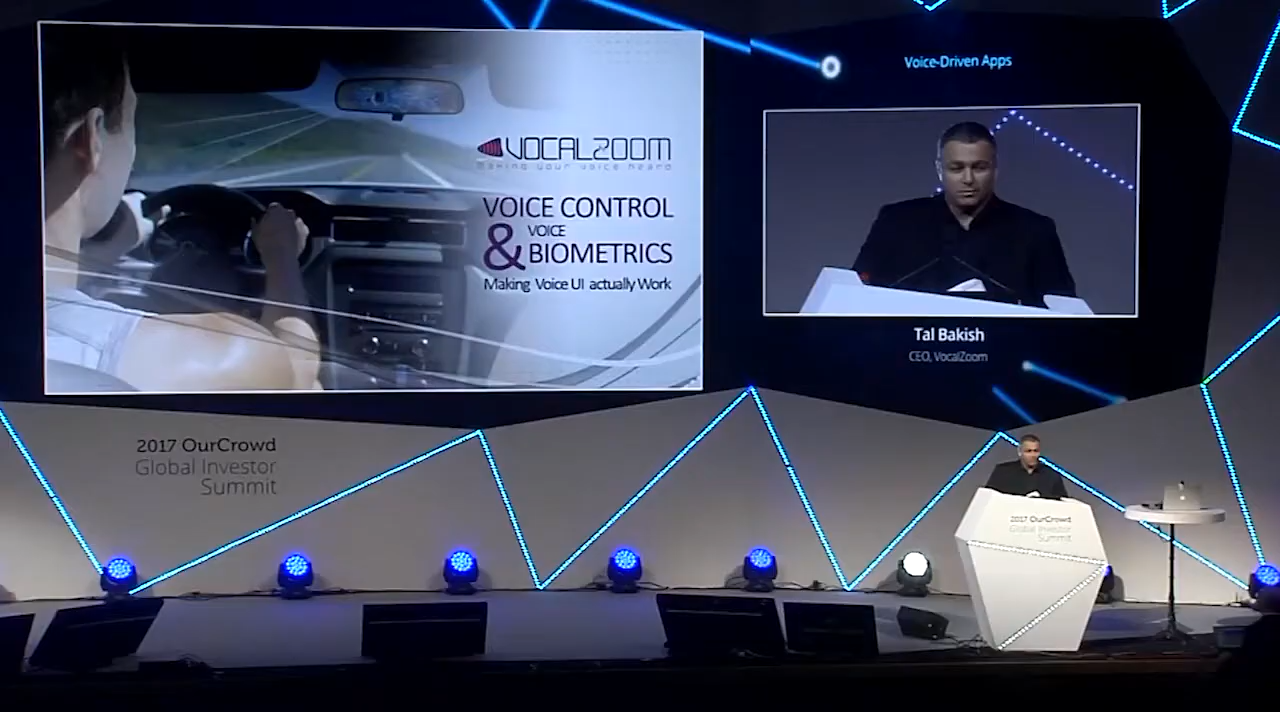 VOCALZOOM
making your voice heard
VOICE CONTROL
& VOICE
BIOMETRICS
Making Voice UI actually Work
Voice-Driven Apps
Tal Bakish
CEO, VocalZoom
2017 OurCrowd
Global Investor
Summit
2017 OurCrowd
Global Investor
Summit